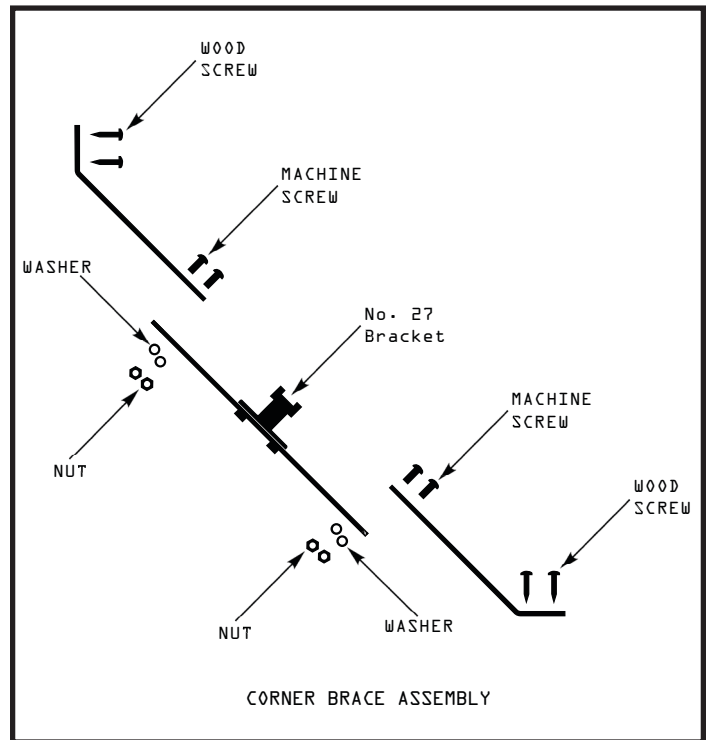 WOOD
SCREW
MACHINE
SCREW
WASHER
No. 27
Bracket
MACHINE
SCREW
NUT
WOOD
SCREW
NUT
WASHER
CORNER BRACE ASSEMBLY